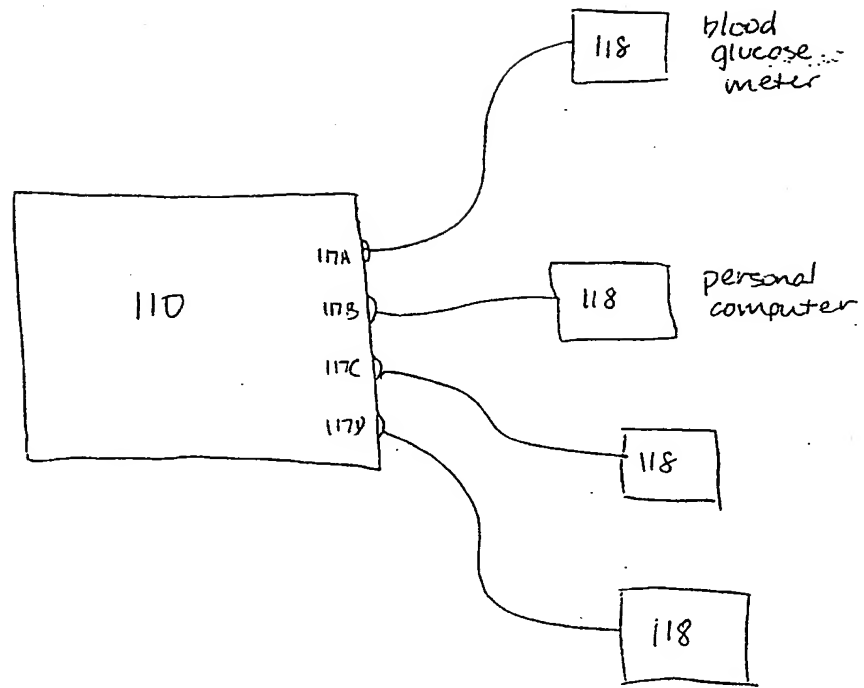 118
blood
glucose
meter
117A
110
117B
118
personal
computer
117C
117D
118
118